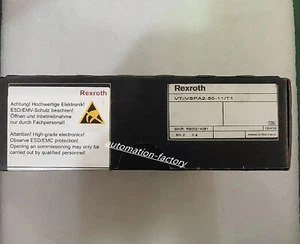 Rexroth
Achtung! Hochwertige Elektronik!
ESD/EMV-Schutz beachten!
Öffnen und Inbetriebnahme
nur durch Fachpersonal!
Attention! High-grade electronics!
Observe ESD/EMC protection!
Opening an commissioning may only be
carried out by qualified personnel!
Rexroth
VT-VSPA2-50-11/T1
automation-factory